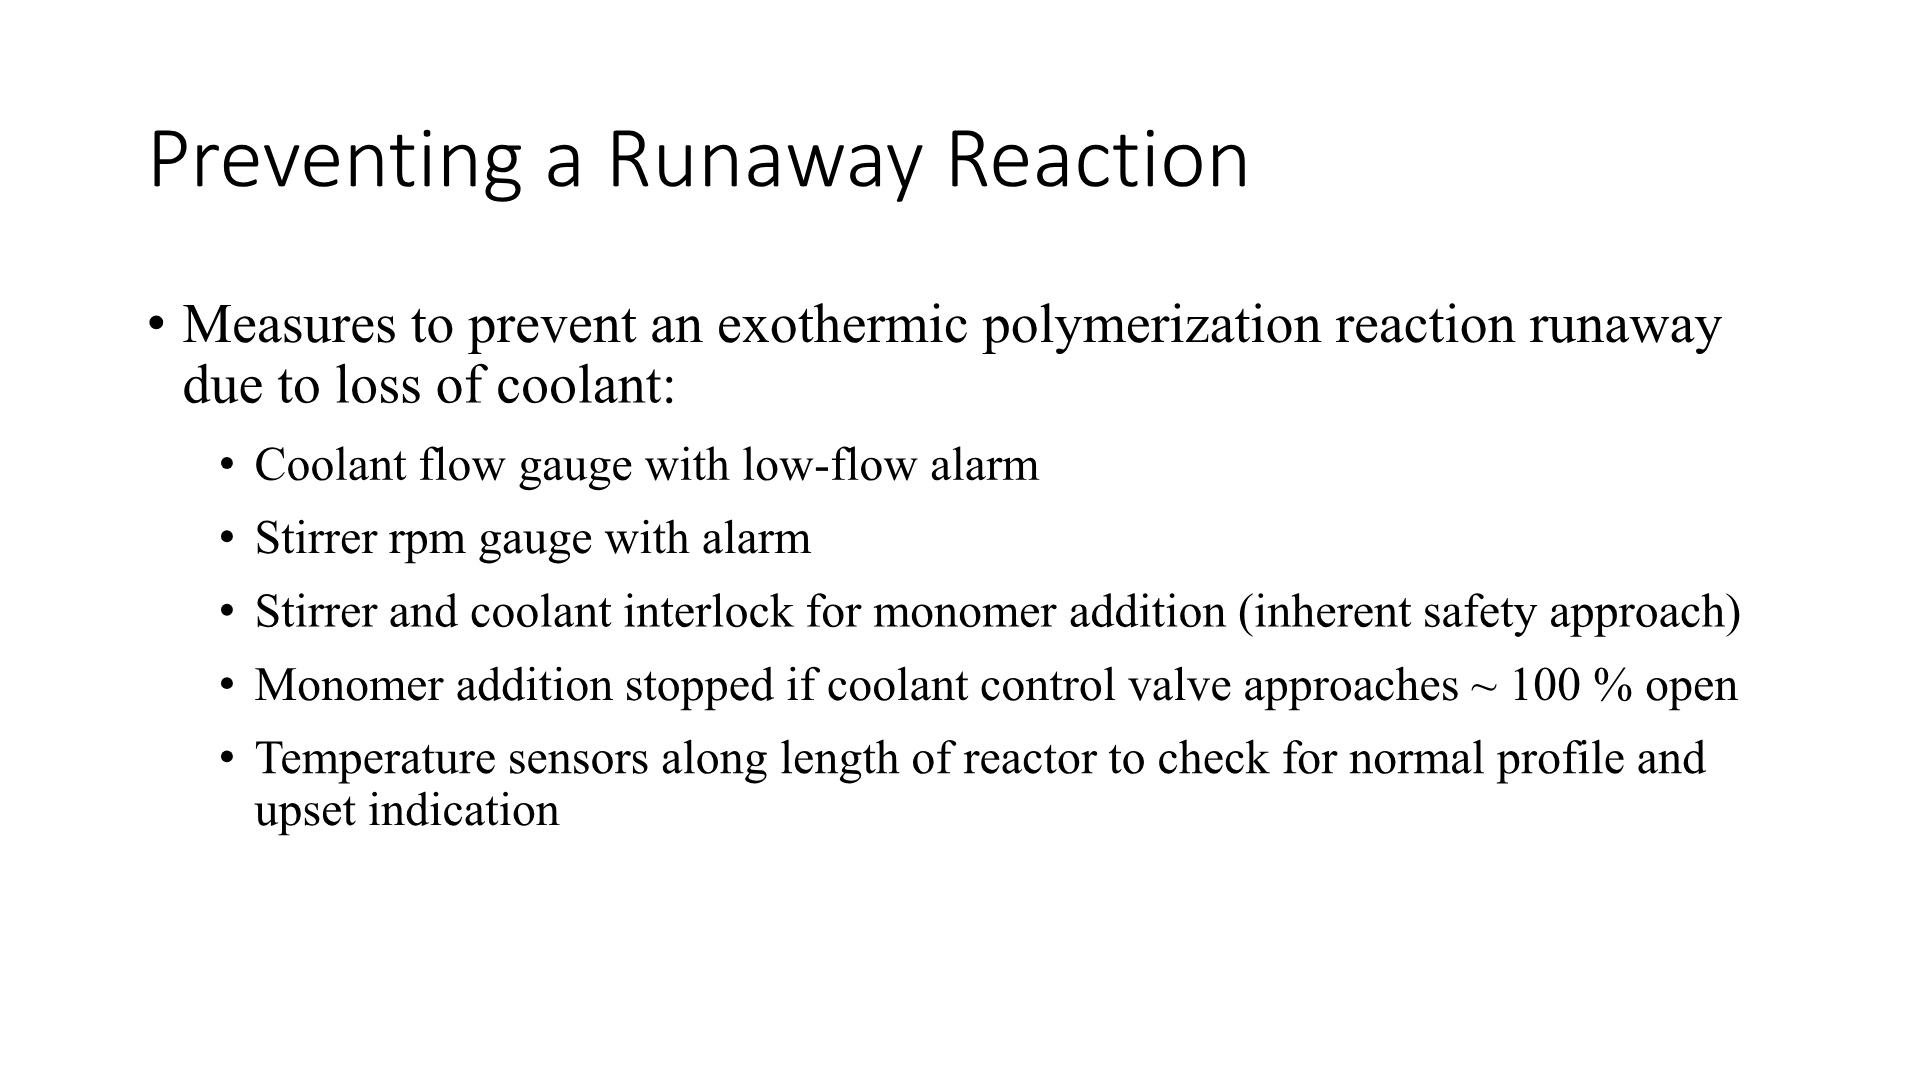 Preventing a Runaway Reaction
• Measures to prevent an exothermic polymerization reaction runaway
due to loss of coolant:
• Coolant flow gauge with low-flow alarm
• Stirrer rpm gauge with alarm
• Stirrer and coolant interlock for monomer addition (inherent safety approach)
• Monomer addition stopped if coolant control valve approaches ~ 100 % open
• Temperature sensors along length of reactor to check for normal profile and
upset indication